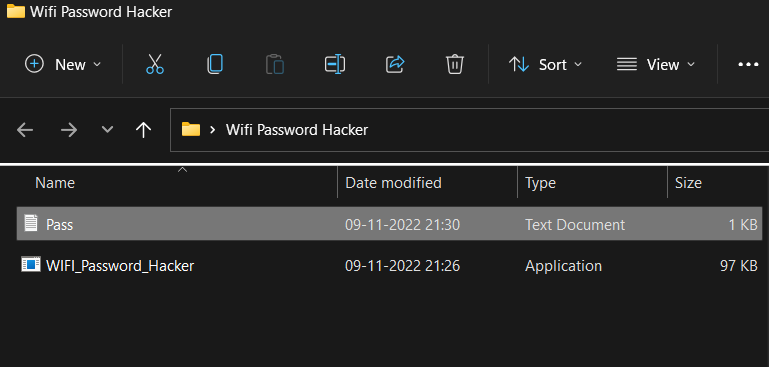 Wifi Password Hacker
New Sort View
Wifi Password Hacker
Name Date modified Type Size
Pass 09-11-2022 21:30 Text Document 1 KB
WIFI_Password_Hacker 09-11-2022 21:26 Application 97 KB